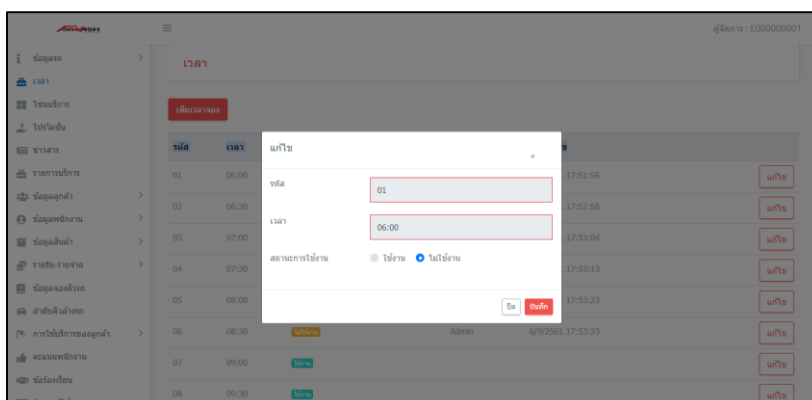 ผู้จัดการ : E000000001
ข้อมูลรถ
เวลา
โซนบริการ
โปรโมชั่น
ข่าวสาร
รายการบริการ
ข้อมูลลูกค้า
ข้อมูลพนักงาน
ข้อมูลสินค้า
รายรับ-รายจ่าย
ข้อมูลจองคิวรถ
ลำดับคิวล้างรถ
การใช้บริการของลูกค้า
คะแนนพนักงาน
ข้อร้องเรียน
เวลา
เพิ่มเวลาจอง
รหัส เวลา
01 06:00 17:51:56 แก้ไข
02 06:30 17:52:58 แก้ไข
03 07:00 17:53:04 แก้ไข
04 07:30 17:53:13 แก้ไข
05 08:00 17:53:23 แก้ไข
06 08:30 ไม่ใช้งาน Admin 6/9/2561 17:53:33 แก้ไข
07 09:00 ใช้งาน แก้ไข
08 09:30 ใช้งาน แก้ไข
แก้ไข ×
รหัส 01
เวลา 06:00
สถานะการใช้งาน ใช้งาน ไม่ใช้งาน
ปิด บันทึก